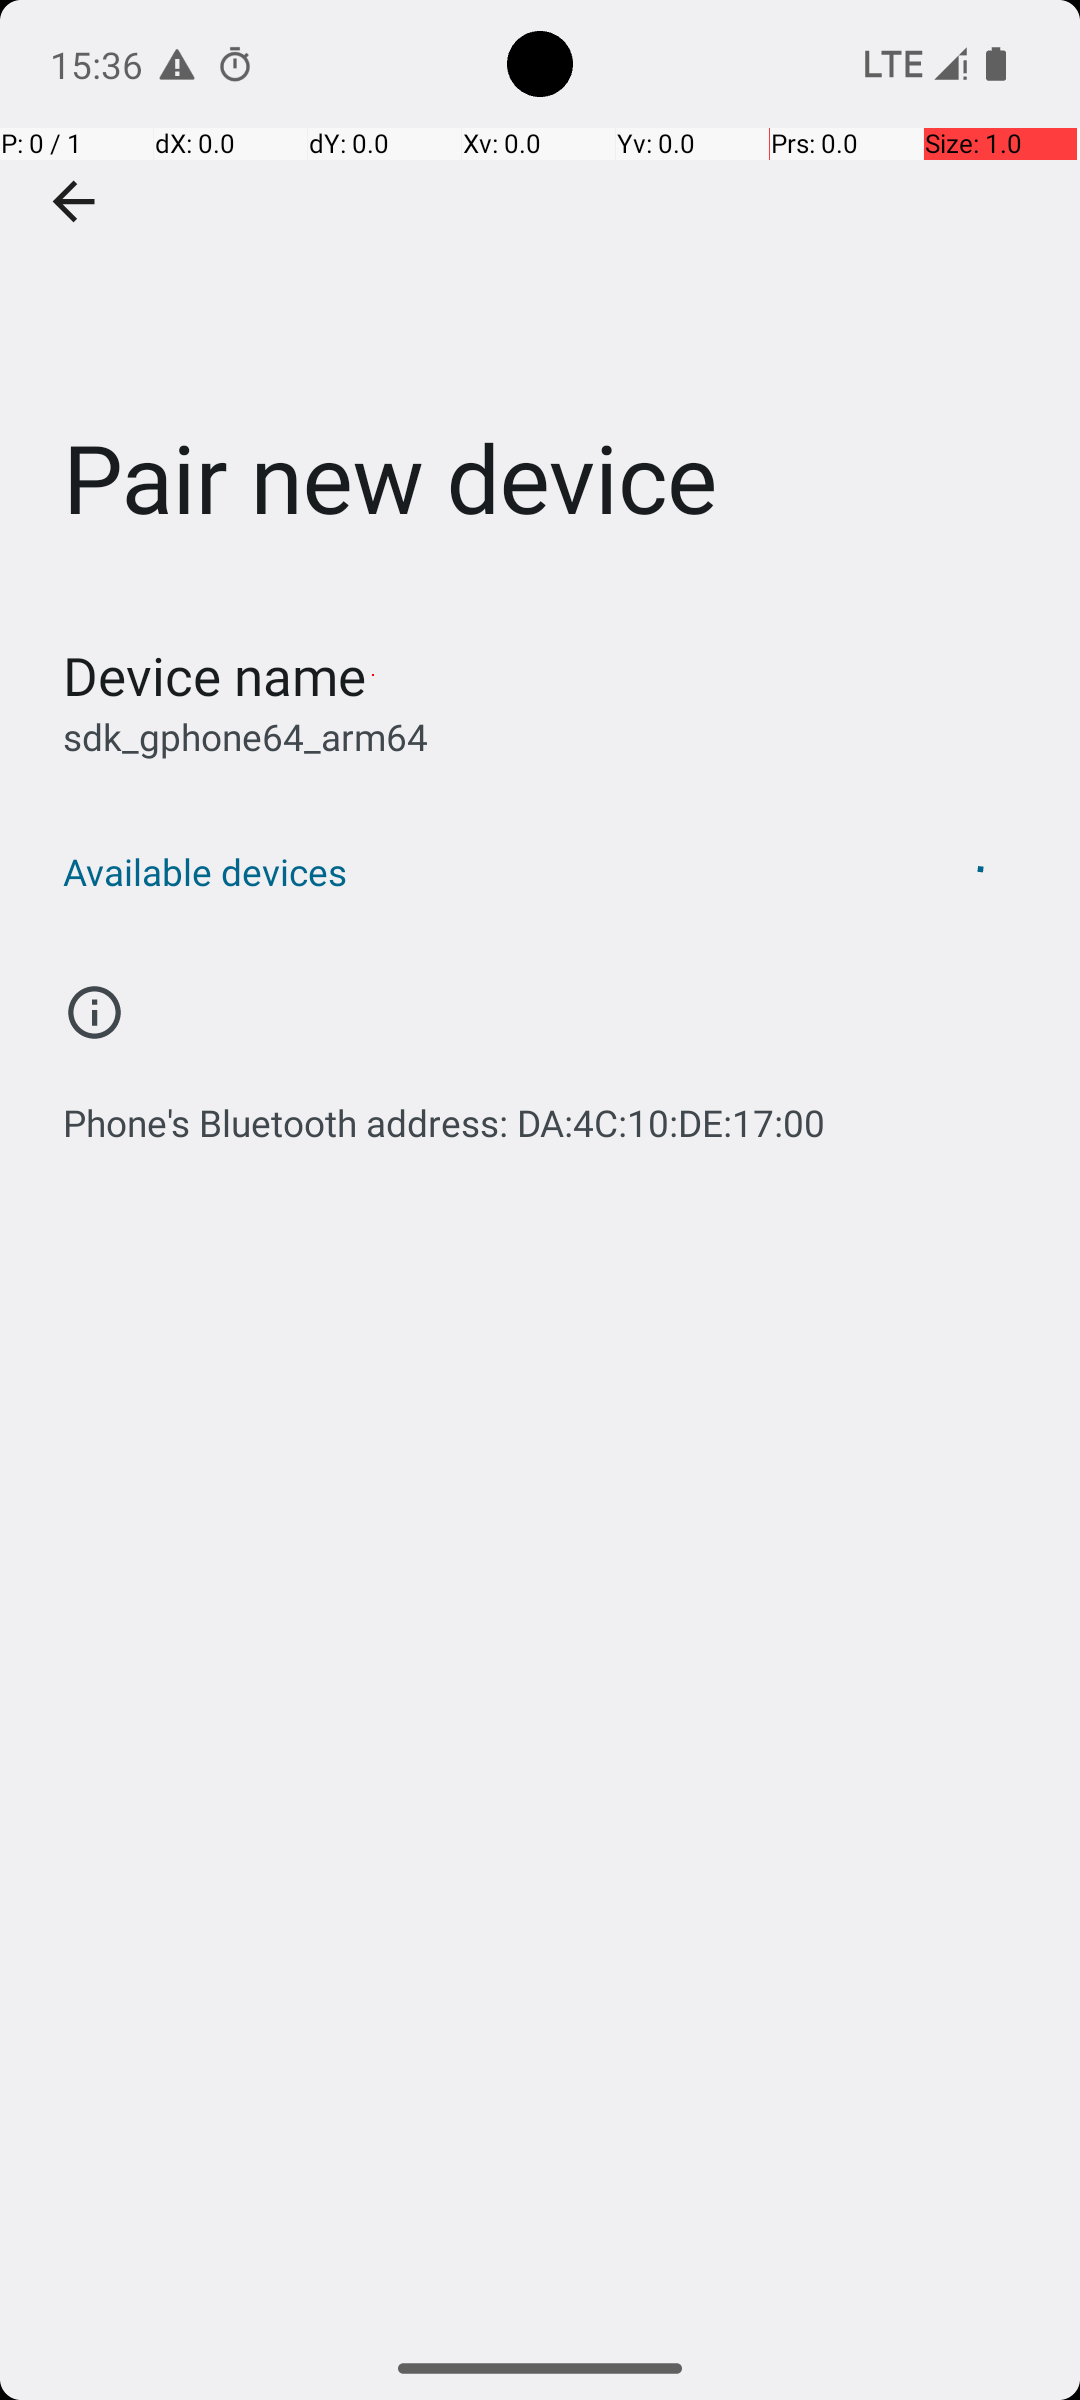 15:36
LTE
P: 0 / 1 dX: 0.0 dY: 0.0 Xv: 0.0 Yv: 0.0 Prs: 0.0 Size: 1.0
Pair new device
Device name
sdk_gphone64_arm64
Available devices
Phone's Bluetooth address: DA:4C:10:DE:17:00